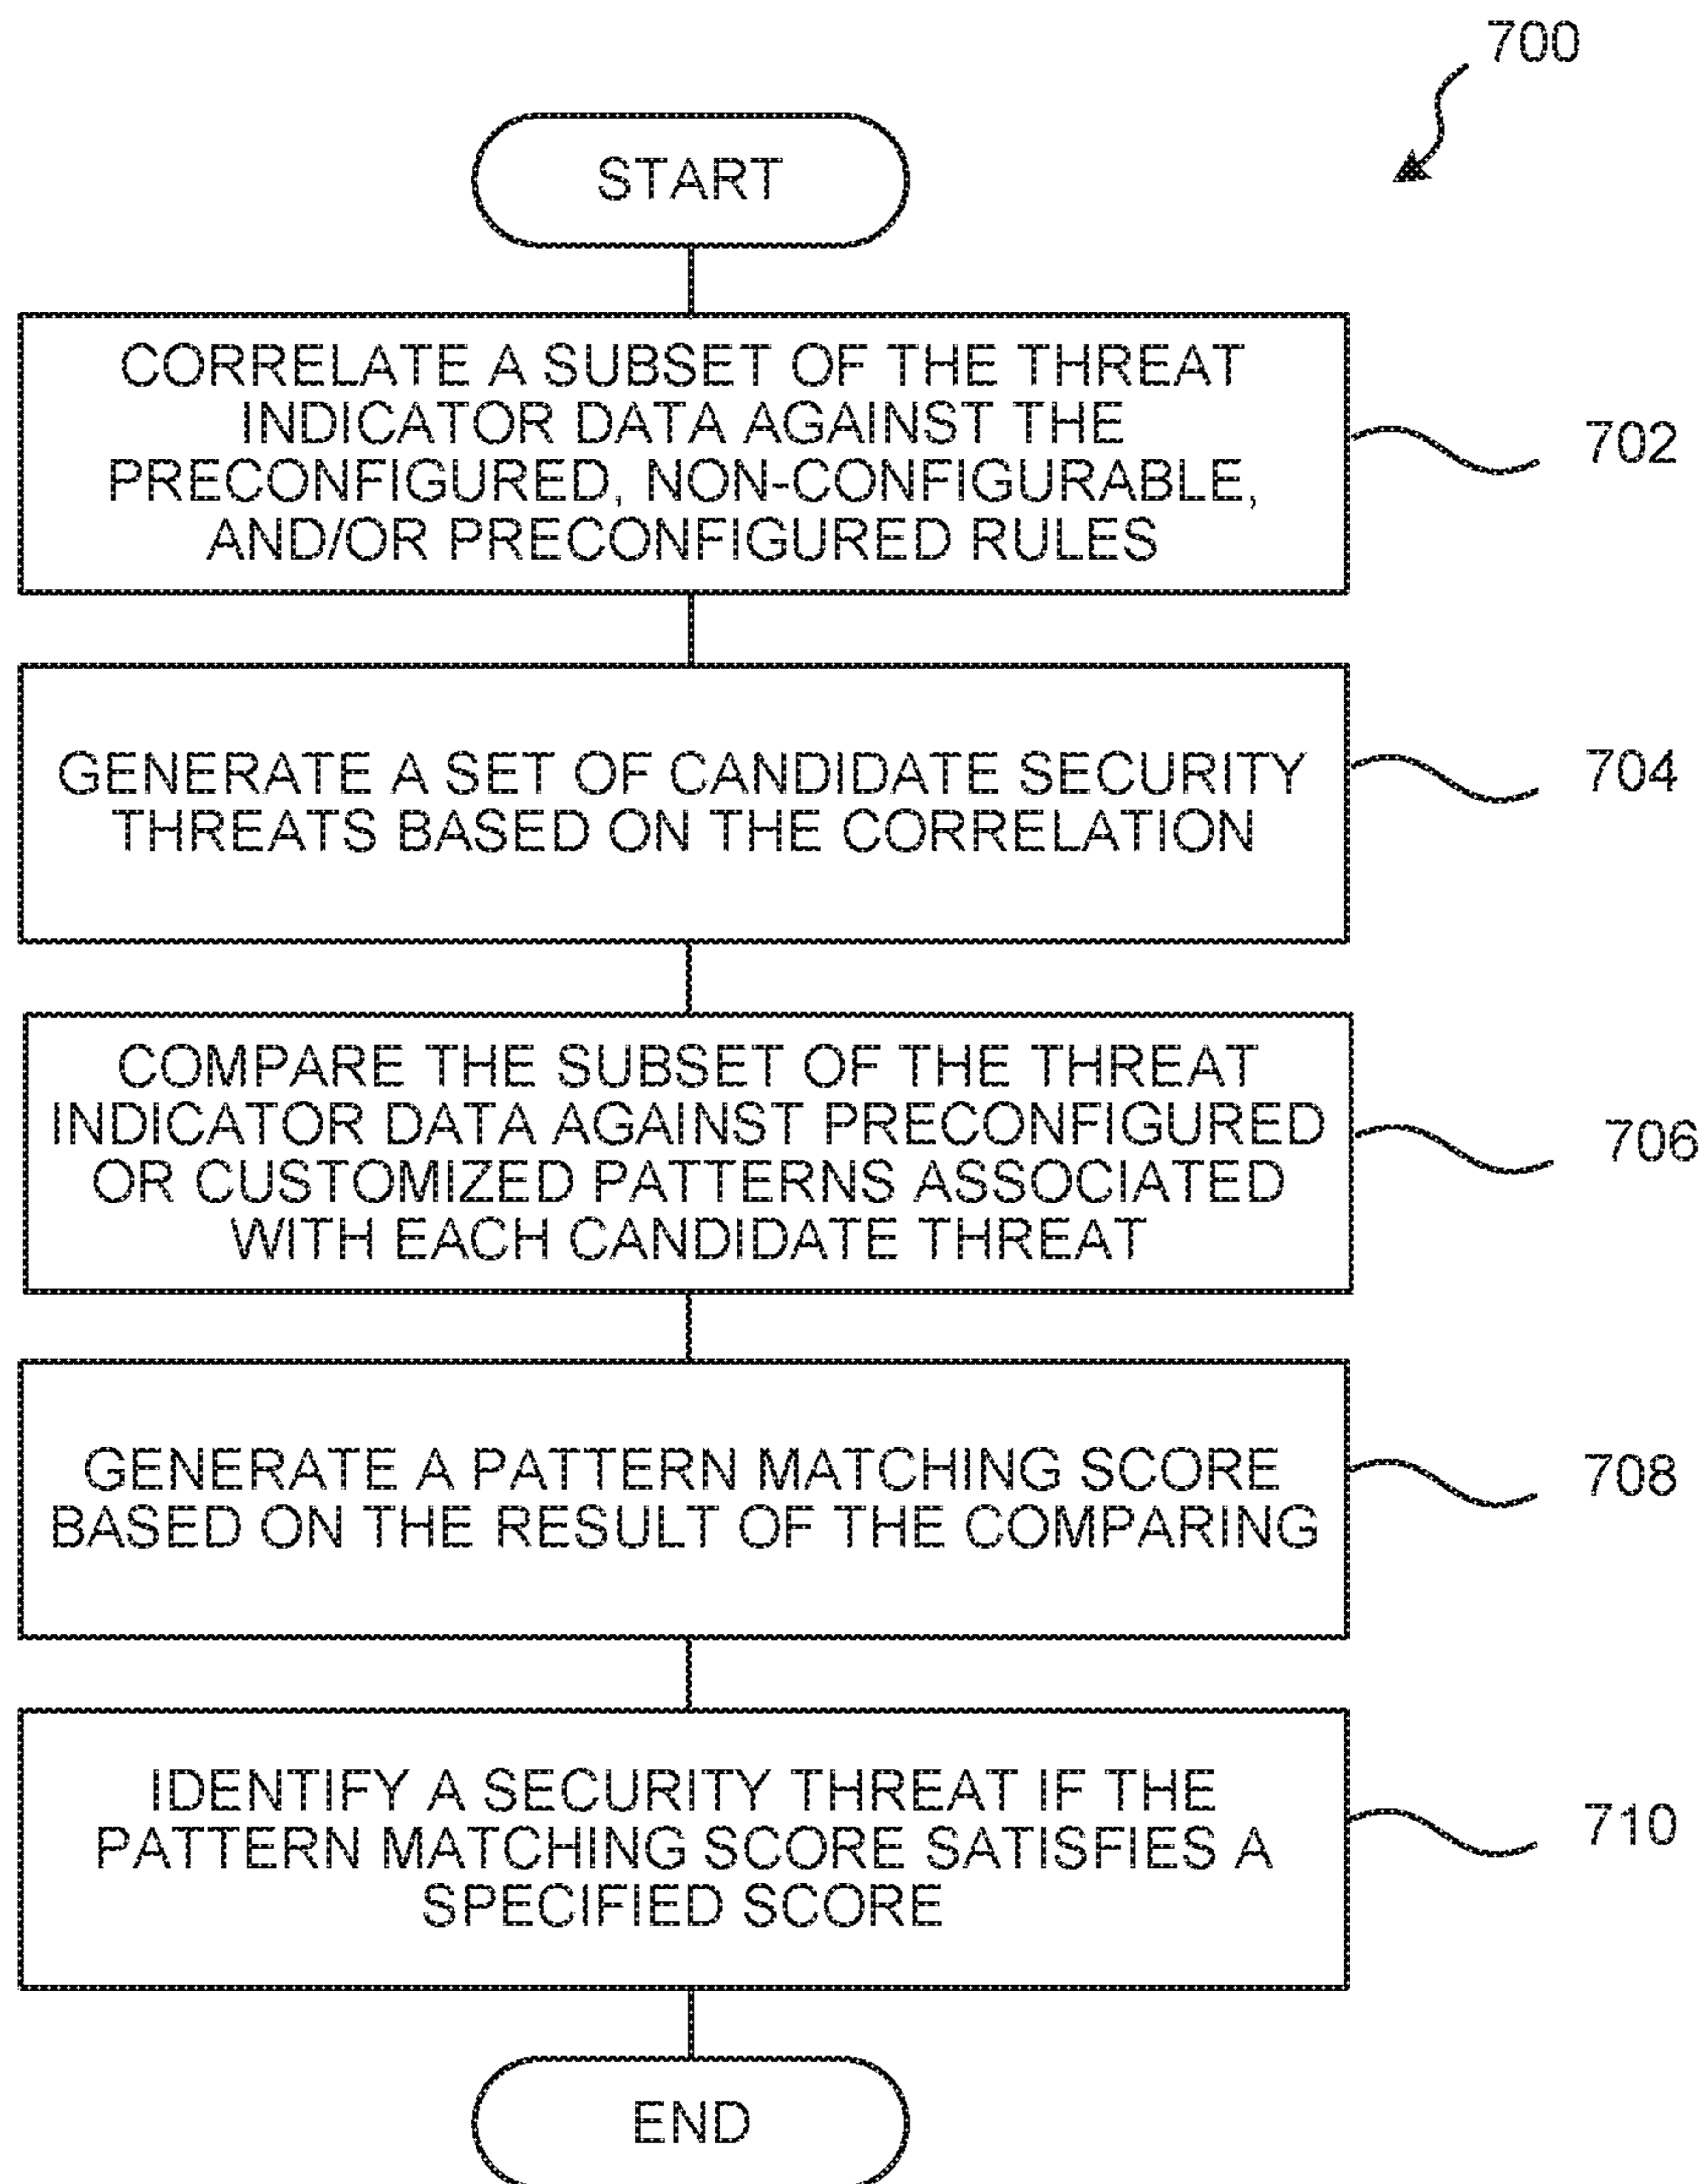 700
START
CORRELATE A SUBSET OF THE THREAT
INDICATOR DATA AGAINST THE
PRECONFIGURED, NON-CONFIGURABLE,
AND/OR PRECONFIGURED RULES
702
GENERATE A SET OF CANDIDATE SECURITY
THREATS BASED ON THE CORRELATION
704
COMPARE THE SUBSET OF THE THREAT
INDICATOR DATA AGAINST PRECONFIGURED
OR CUSTOMIZED PATTERNS ASSOCIATED
WITH EACH CANDIDATE THREAT
706
GENERATE A PATTERN MATCHING SCORE
BASED ON THE RESULT OF THE COMPARING
708
IDENTIFY A SECURITY THREAT IF THE
PATTERN MATCHING SCORE SATISFIES A
SPECIFIED SCORE
710
END